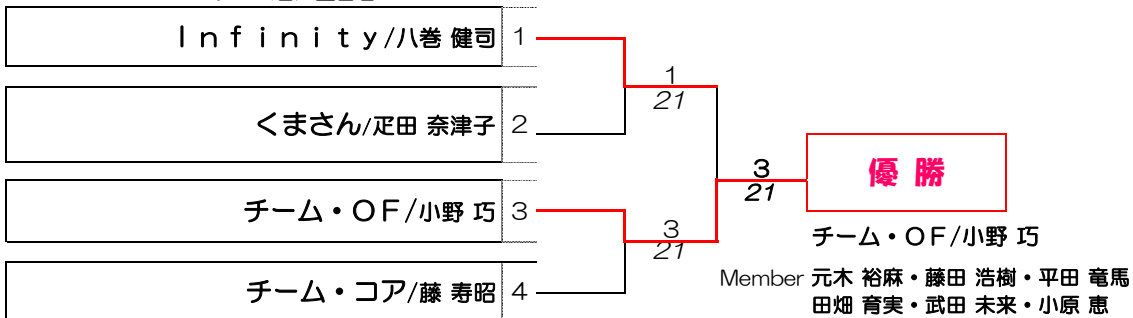 Ｉｎｆｉｎｉｔｙ/八巻 健司 1
1
21
くまさん/疋田 奈津子 2
3
21
優 勝
チーム・ＯＦ/小野 巧 3
3
21
チーム・ＯＦ/小野 巧
チーム・コア/藤 寿昭 4
Member 元木 裕麻・藤田 浩樹・平田 竜馬
田畑 育実・武田 未来・小原 恵